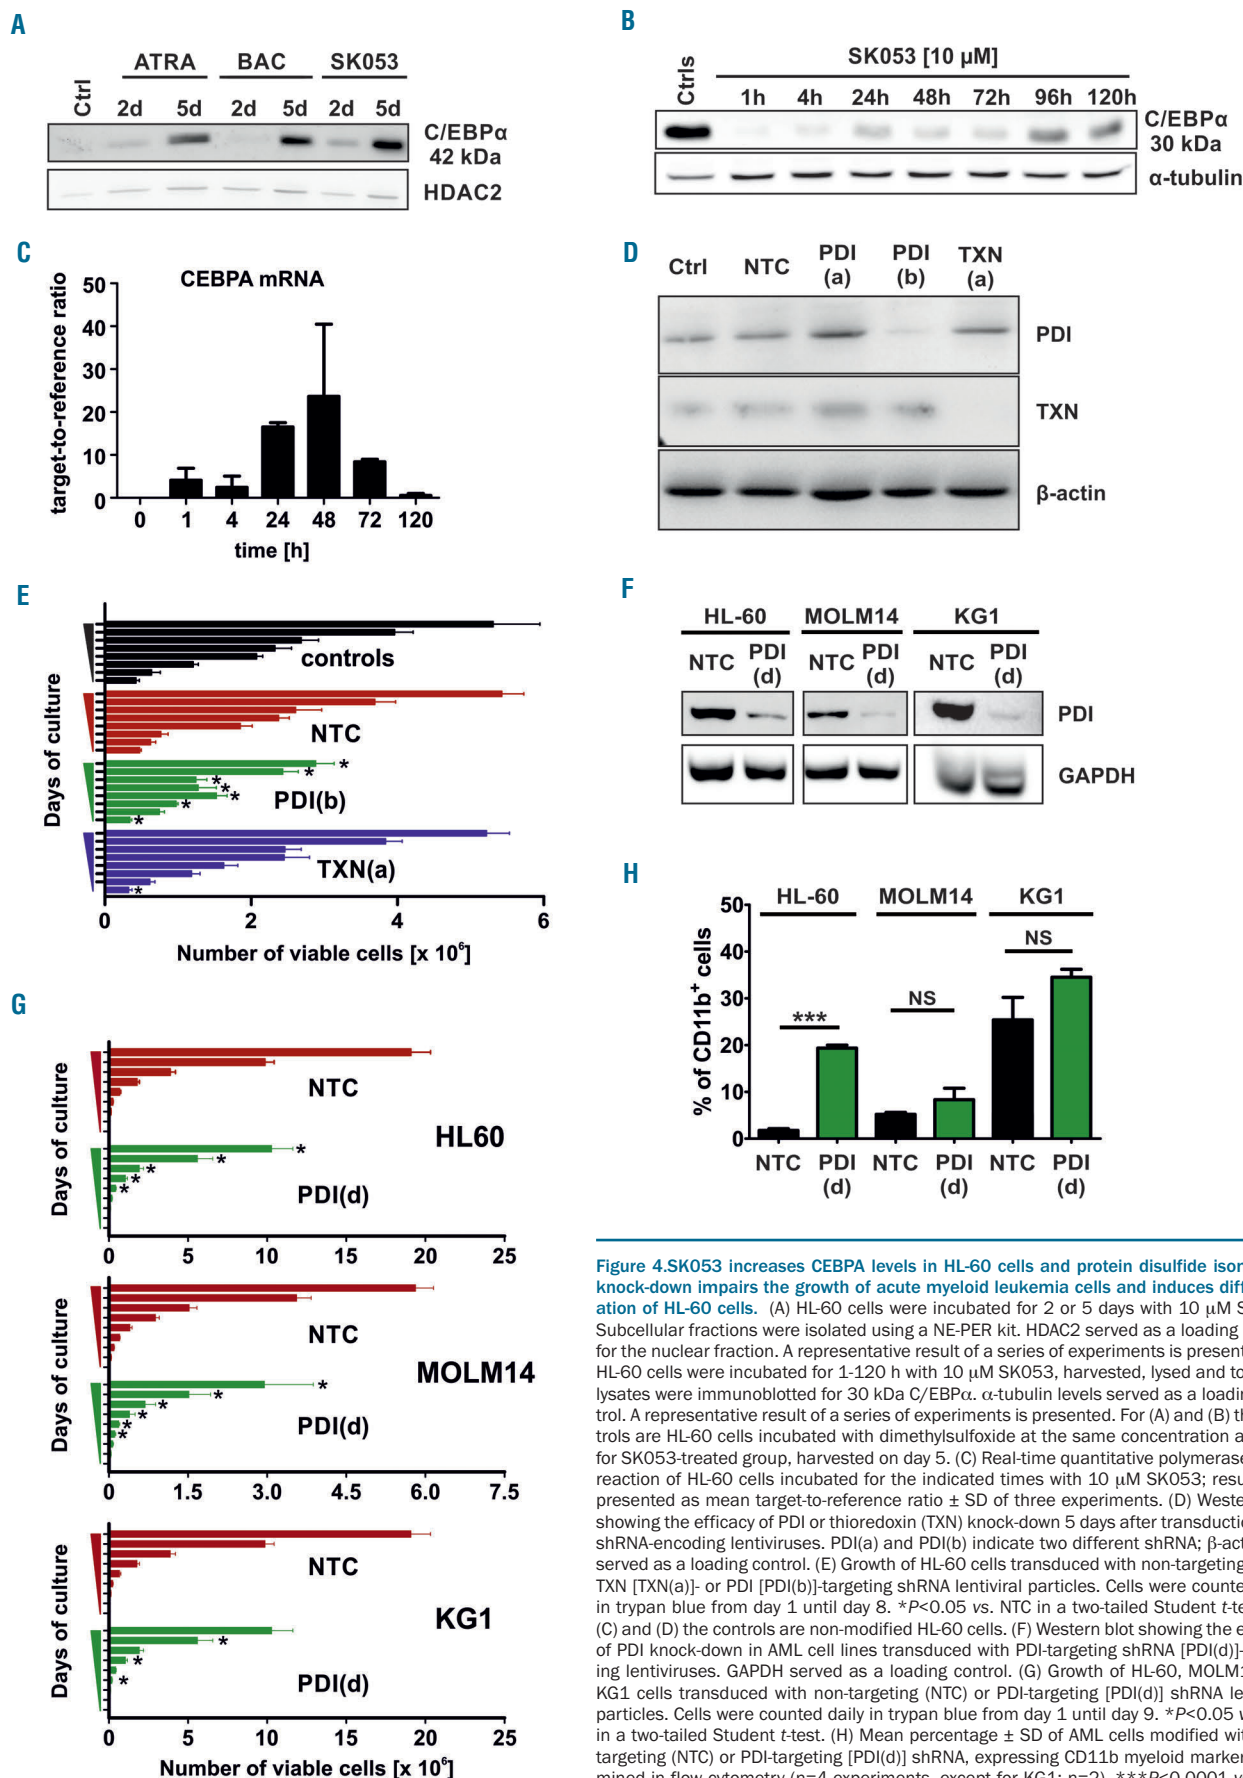 A
ATRA BAC SK053
Ctrl 2d 5d 2d 5d 2d 5d
C/EBPα
42 kDa
HDAC2
B
SK053 [10 µM]
Ctrls 1h 4h 24h 48h 72h 96h 120h
C/EBPα
30 kDa
α-tubulin
C
CEBPA mRNA
target-to-reference ratio
50
40
30
20
10
0
0 1 4 24 48 72 120
time [h]
D
Ctrl NTC PDI (a) PDI (b) TXN (a)
PDI
TXN
β-actin
E
Days of culture
controls
NTC
* * * * * * *
PDI(b)
TXN(a)
*
0 2 4 6
Number of viable cells [x 10⁶]
F
HL-60 MOLM14 KG1
NTC PDI (d) NTC PDI (d) NTC PDI (d)
PDI
GAPDH
G
Days of culture
NTC
HL60
* * * * *
PDI(d)
0 5 10 15 20 25
Days of culture
NTC
MOLM14
* * * * * *
PDI(d)
0 1.5 3.0 4.5 6.0 7.5
Days of culture
NTC
KG1
* * *
PDI(d)
0 5 10 15 20 25
Number of viable cells [x 10⁶]
H
% of CD11b⁺ cells
50
40
30
20
10
0
HL-60 MOLM14 KG1
*** NS NS
NTC PDI (d) NTC PDI (d) NTC PDI (d)
Figure 4.SK053 increases CEBPA levels in HL-60 cells and protein disulfide isom
knock-down impairs the growth of acute myeloid leukemia cells and induces diff
ation of HL-60 cells. (A) HL-60 cells were incubated for 2 or 5 days with 10 µM S
Subcellular fractions were isolated using a NE-PER kit. HDAC2 served as a loading
for the nuclear fraction. A representative result of a series of experiments is present
HL-60 cells were incubated for 1-120 h with 10 µM SK053, harvested, lysed and to
lysates were immunoblotted for 30 kDa C/EBPα. α-tubulin levels served as a loadin
trol. A representative result of a series of experiments is presented. For (A) and (B) th
trols are HL-60 cells incubated with dimethylsulfoxide at the same concentration a
for SK053-treated group, harvested on day 5. (C) Real-time quantitative polymerase
reaction of HL-60 cells incubated for the indicated times with 10 µM SK053; resu
presented as mean target-to-reference ratio ± SD of three experiments. (D) Weste
showing the efficacy of PDI or thioredoxin (TXN) knock-down 5 days after transductio
shRNA-encoding lentiviruses. PDI(a) and PDI(b) indicate two different shRNA; β-act
served as a loading control. (E) Growth of HL-60 cells transduced with non-targeting
TXN [TXN(a)]- or PDI [PDI(b)]-targeting shRNA lentiviral particles. Cells were counte
in trypan blue from day 1 until day 8. *P<0.05 vs. NTC in a two-tailed Student t-te
(C) and (D) the controls are non-modified HL-60 cells. (F) Western blot showing the e
of PDI knock-down in AML cell lines transduced with PDI-targeting shRNA [PDI(d)]-
ing lentiviruses. GAPDH served as a loading control. (G) Growth of HL-60, MOLM1
KG1 cells transduced with non-targeting (NTC) or PDI-targeting [PDI(d)] shRNA le
particles. Cells were counted daily in trypan blue from day 1 until day 9. *P<0.05 v
in a two-tailed Student t-test. (H) Mean percentage ± SD of AML cells modified wit
targeting (NTC) or PDI-targeting [PDI(d)] shRNA, expressing CD11b myeloid marker
mined in flow cytometry (n=4 experiments, except for KG1: n=2). ***P<0.0001 v